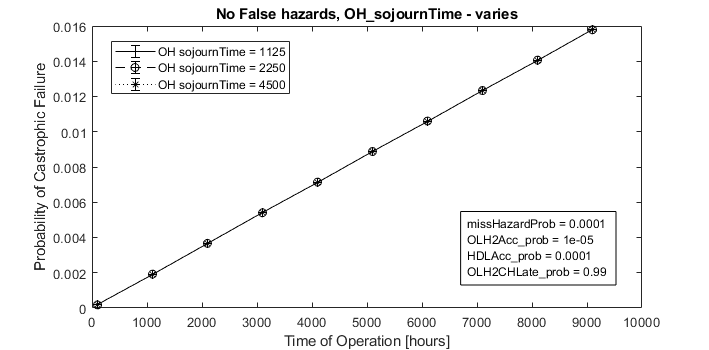 No False hazards, OH_sojournTime - varies
0.016
0.014
0.012
0.01
0.008
0.006
0.004
0.002
0
Probability of Castrophic Failure
OH sojournTime = 1125
OH sojournTime = 2250
OH sojournTime = 4500
missHazardProb = 0.0001
OLH2Acc_prob = 1e-05
HDLAcc_prob = 0.0001
OLH2CHLate_prob = 0.99
0 1000 2000 3000 4000 5000 6000 7000 8000 9000 10000
Time of Operation [hours]